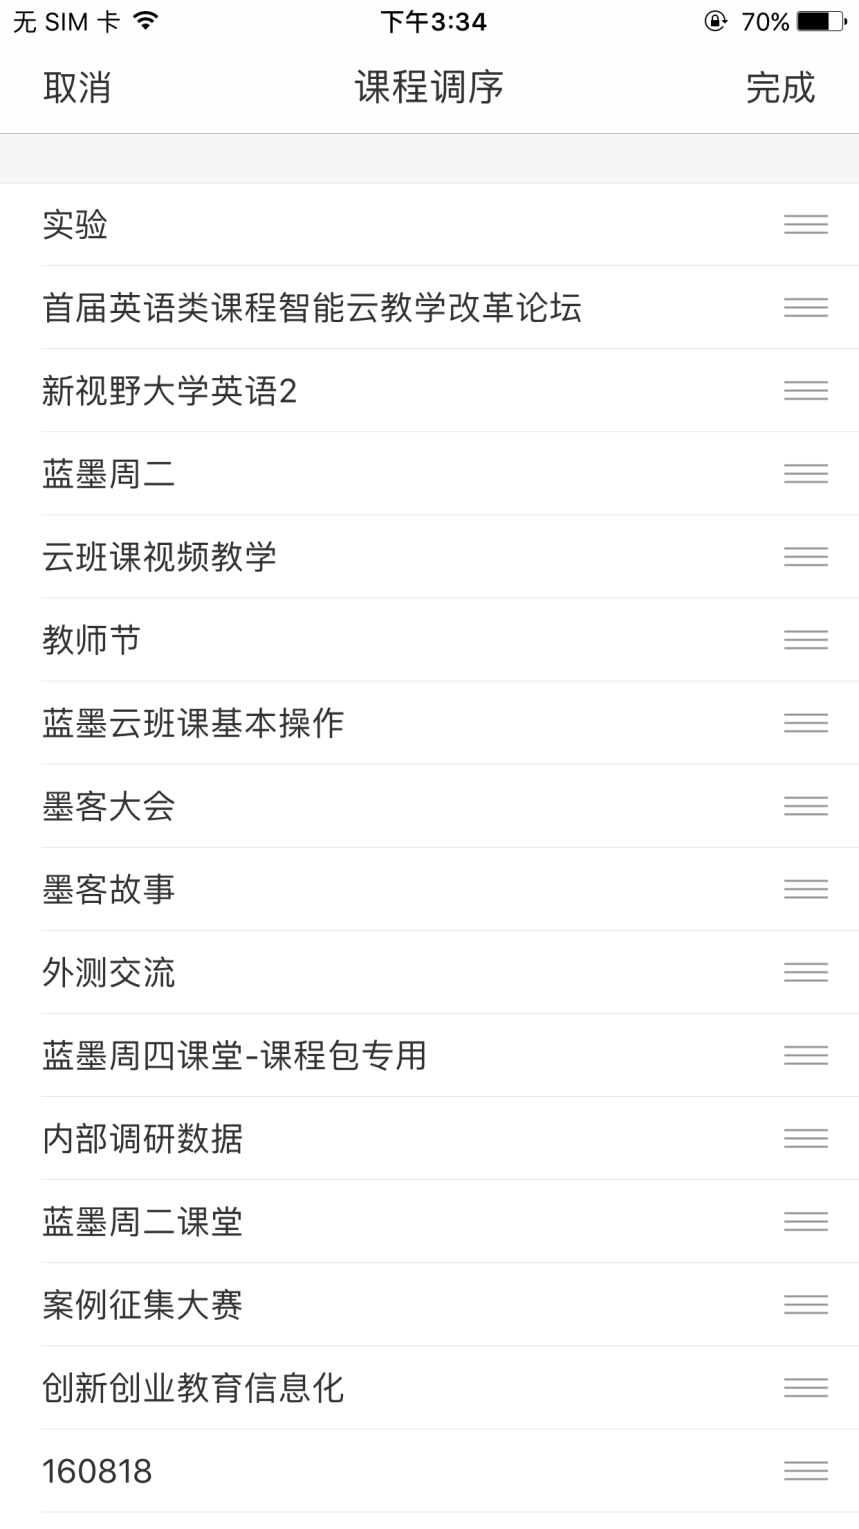 无 SIM 卡 下午3:34 70%
取消 课程调序 完成
实验
首届英语类课程智能云教学改革论坛
新视野大学英语2
蓝墨周二
云班课视频教学
教师节
蓝墨云班课基本操作
墨客大会
墨客故事
外测交流
蓝墨周四课堂-课程包专用
内部调研数据
蓝墨周二课堂
案例征集大赛
创新创业教育信息化
160818